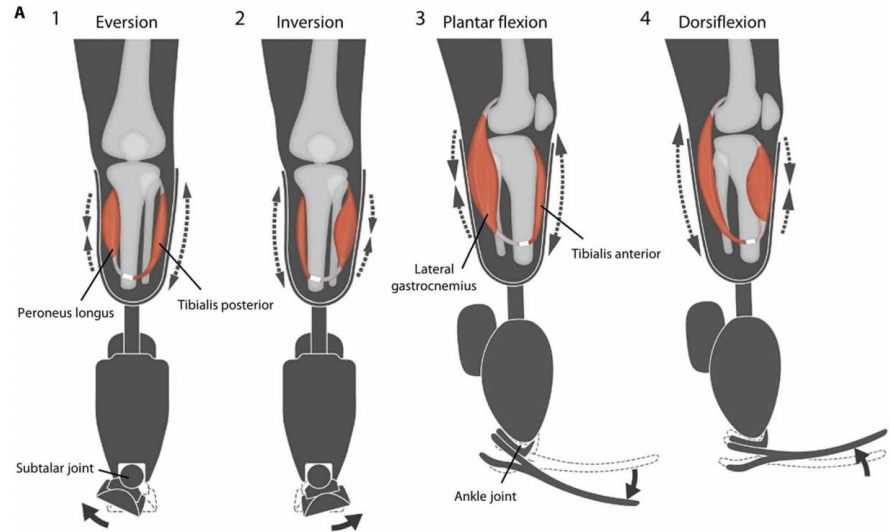 A
1 Eversion
2 Inversion
3 Plantar flexion
4 Dorsiflexion
Peroneus longus
Tibialis posterior
Lateral
gastrocnemius
Tibialis anterior
Subtalar joint
Ankle joint